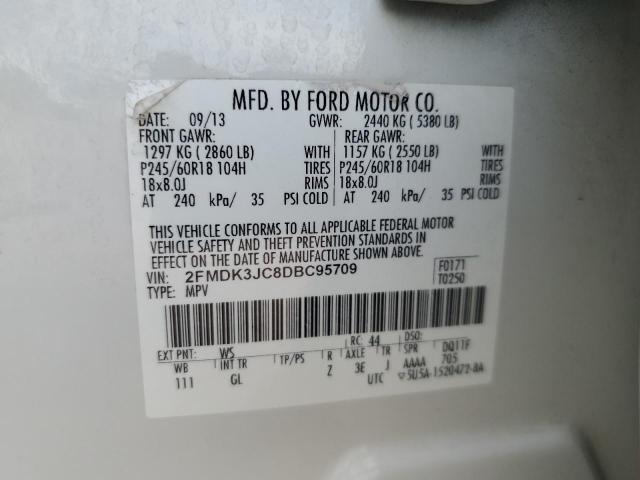 MFD. BY FORD MOTOR CO.
DATE: 09/13 GVWR: 2440 KG ( 5380 LB)
FRONT GAWR: REAR GAWR:
1297 KG ( 2860 LB) WITH 1157 KG ( 2550 LB) WITH
P245/60R18 104H TIRES P245/60R18 104H TIRES
18x8.0J RIMS 18x8.0J RIMS
AT 240 kPa/ 35 PSI COLD AT 240 kPa/ 35 PSI COLD
THIS VEHICLE CONFORMS TO ALL APPLICABLE FEDERAL MOTOR
VEHICLE SAFETY AND THEFT PREVENTION STANDARDS IN
EFFECT ON THE DATE OF MANUFACTURE SHOWN ABOVE.
VIN: 2FMDK3JC8DBC95709 F0171
TYPE: MPV T0250
EXT PNT: WS RC: 44 DSO:
WB INT TR TP/PS R AXLE TR SPR DQ11F
111 GL Z 3E J AAAA 705
UTC ▽5U5A-1520472-BA